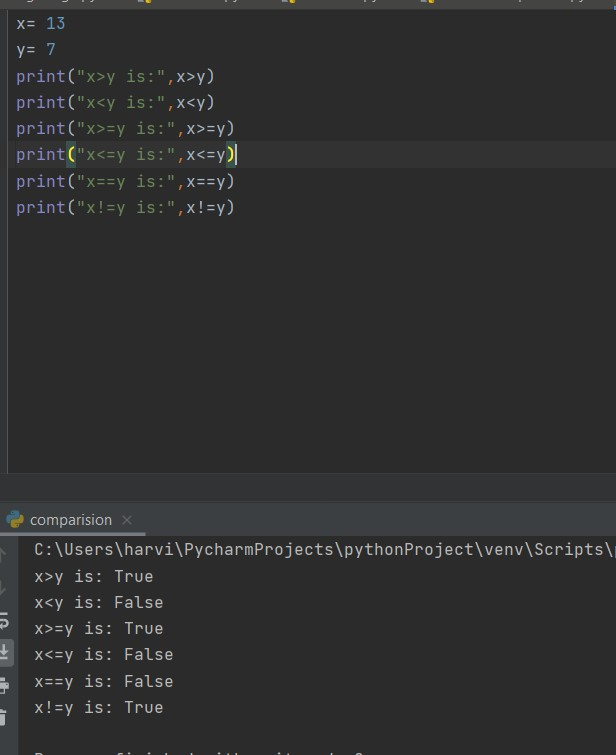 x= 13
y= 7
print("x>y is:",x>y)
print("x<y is:",x<y)
print("x>=y is:",x>=y)
print("x<=y is:",x<=y)
print("x==y is:",x==y)
print("x!=y is:",x!=y)
comparision
C:\Users\harvi\PycharmProjects\pythonProject\venv\Scripts\
x>y is: True
x<y is: False
x>=y is: True
x<=y is: False
x==y is: False
x!=y is: True